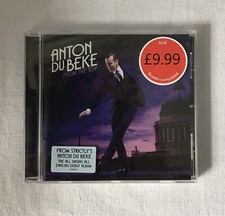 ANTON
DU BEKE
FROM THE TOP
£9.99
FROM STRICTLY'S
ANTON DU BEKE
THE ALL SINGING ALL
DANCING DEBUT ALBUM